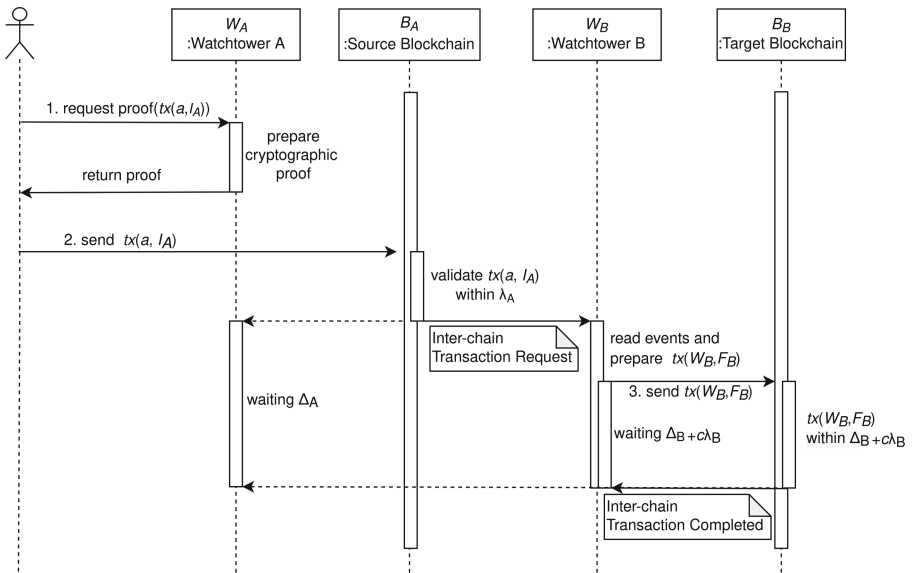 W_A
:Watchtower A
B_A
:Source Blockchain
W_B
:Watchtower B
B_B
:Target Blockchain
1. request proof(tx(a,I_A))
prepare
cryptographic
proof
return proof
2. send tx(a, I_A)
validate tx(a, I_A)
within λ_A
Inter-chain
Transaction Request
read events and
prepare tx(W_B,F_B)
3. send tx(W_B,F_B)
waiting Δ_A
waiting Δ_B+cλ_B
tx(W_B,F_B)
within Δ_B+cλ_B
Inter-chain
Transaction Completed